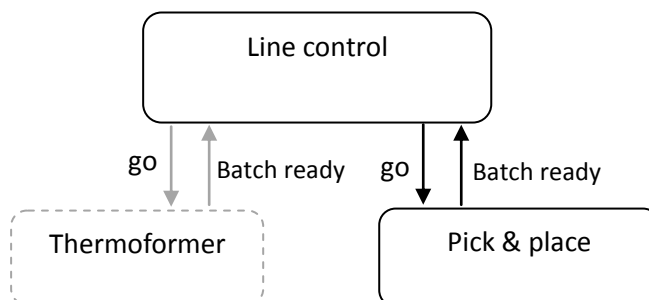 Line control
go
Batch ready
go
Batch ready
Thermoformer
Pick & place